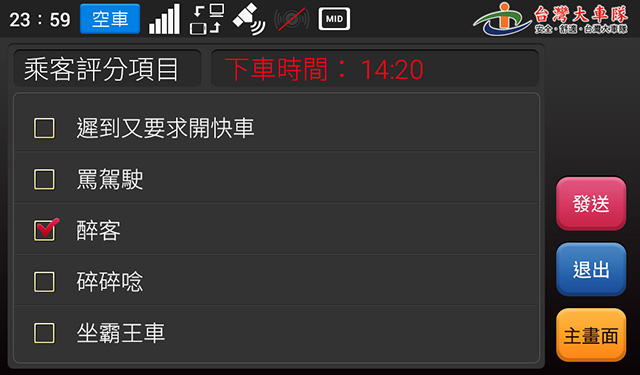 23：59 空車 MID 台灣大車隊
安全‧舒適‧台灣大車隊
乘客評分項目 下車時間： 14:20
遲到又要求開快車
罵駕駛
醉客
碎碎唸
坐霸王車
發送
退出
主畫面